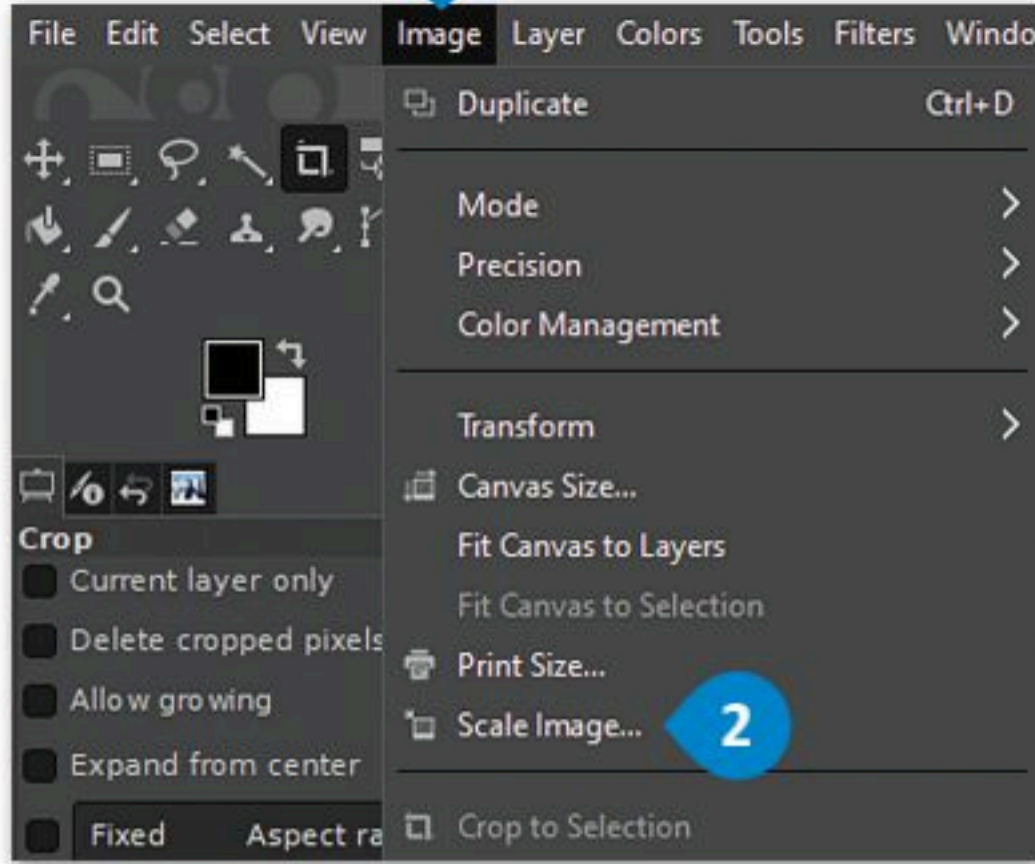 File Edit Select View Image Layer Colors Tools Filters Windo
Duplicate Ctrl+D
Mode
Precision
Color Management
Transform
Canvas Size...
Fit Canvas to Layers
Fit Canvas to Selection
Print Size...
Scale Image... 2
Crop to Selection
Crop
Current layer only
Delete cropped pixels
Allow growing
Expand from center
Fixed Aspect ra